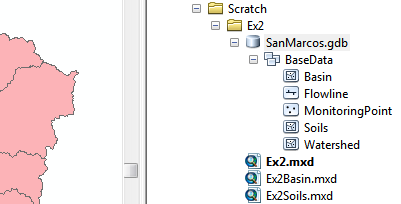 Scratch
Ex2
SanMarcos.gdb
BaseData
Basin
Flowline
MonitoringPoint
Soils
Watershed
Ex2.mxd
Ex2Basin.mxd
Ex2Soils.mxd